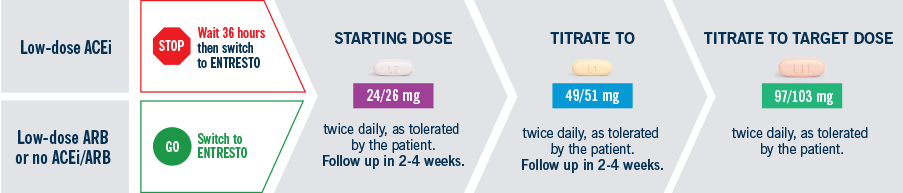 Low-dose ACEi
STOP
Wait 36 hours
then switch
to ENTRESTO
Low-dose ARB
or no ACEi/ARB
GO
Switch to
ENTRESTO
STARTING DOSE
LZ
24/26 mg
twice daily, as tolerated
by the patient.
Follow up in 2-4 weeks.
TITRATE TO
L1
49/51 mg
twice daily, as tolerated
by the patient.
Follow up in 2-4 weeks.
TITRATE TO TARGET DOSE
L11
97/103 mg
twice daily, as tolerated
by the patient.